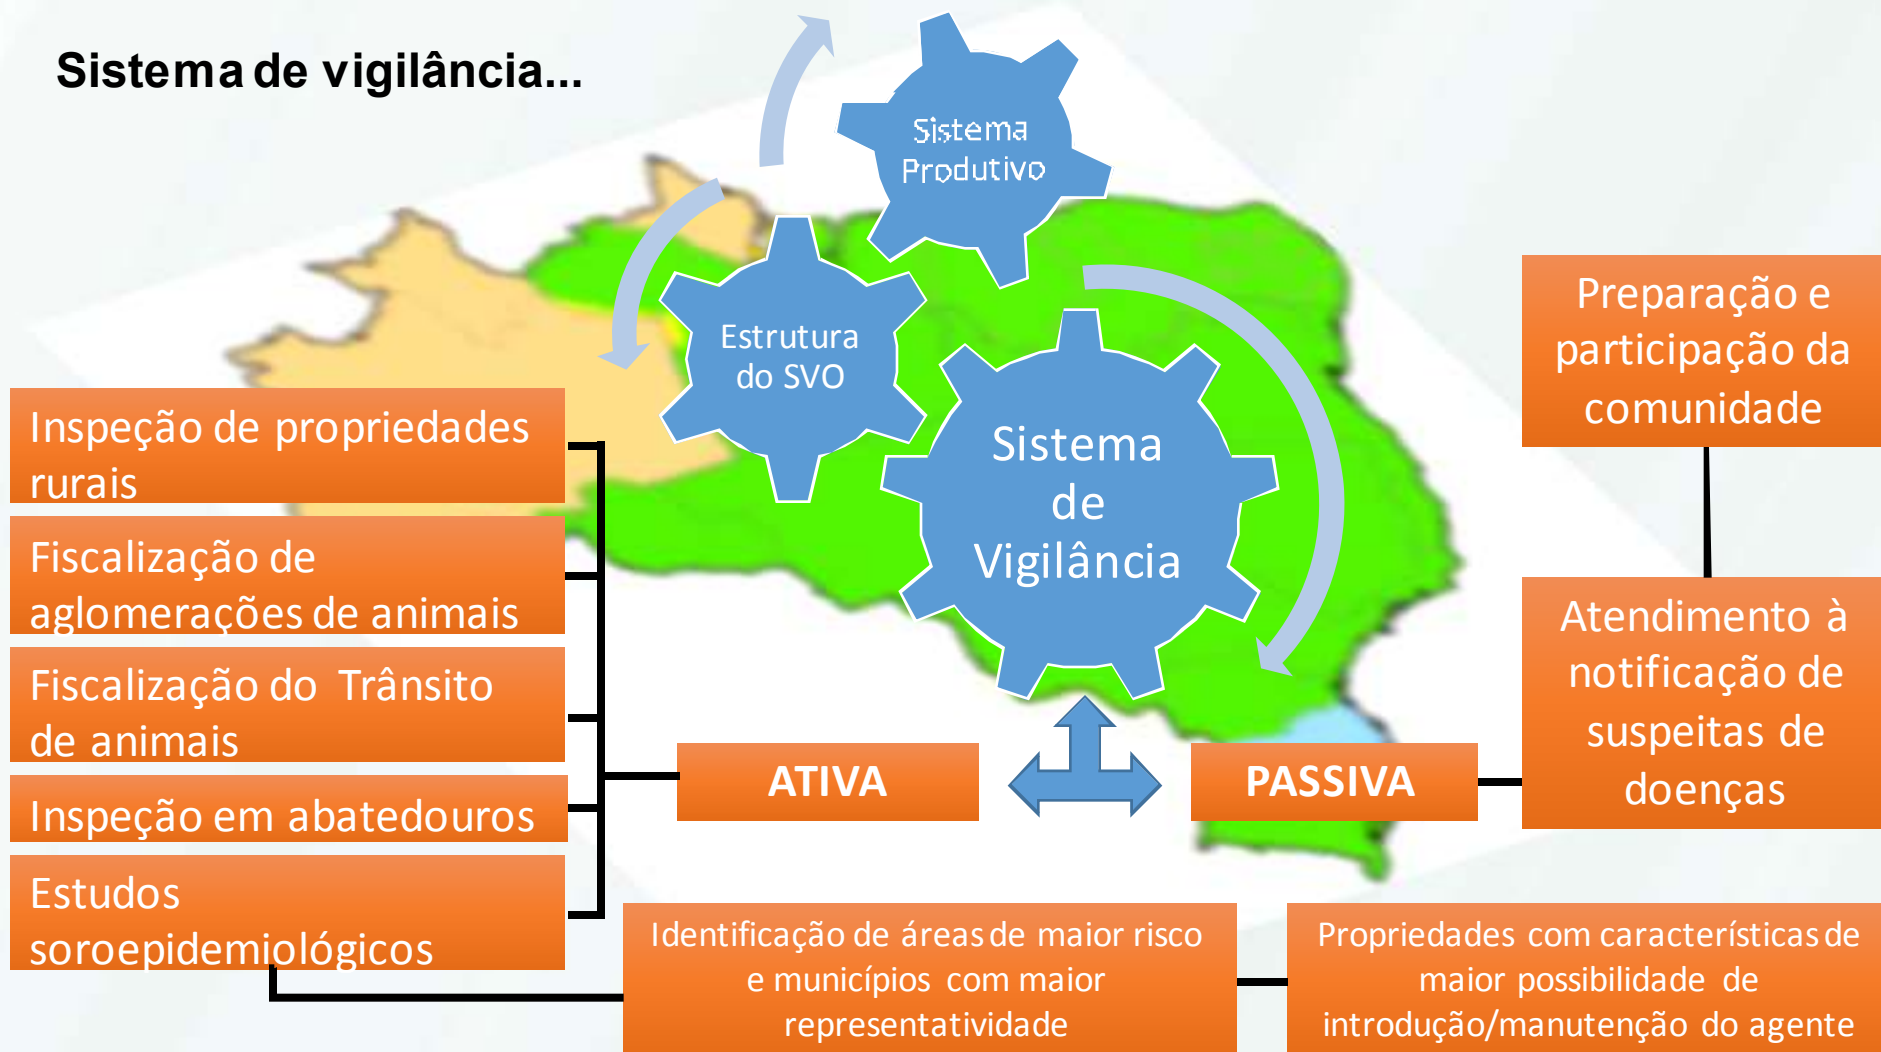 Sistema de vigilância...
Sistema
Produtivo
Estrutura
do SVO
Sistema
de
Vigilância
Inspeção de propriedades
rurais
Fiscalização de
aglomerações de animais
Fiscalização do Trânsito
de animais
Inspeção em abatedouros
Estudos
soroepidemiológicos
ATIVA
PASSIVA
Preparação e
participação da
comunidade
Atendimento à
notificação de
suspeitas de
doenças
Identificação de áreas de maior risco
e municípios com maior
representatividade
Propriedades com características de
maior possibilidade de
introdução/manutenção do agente